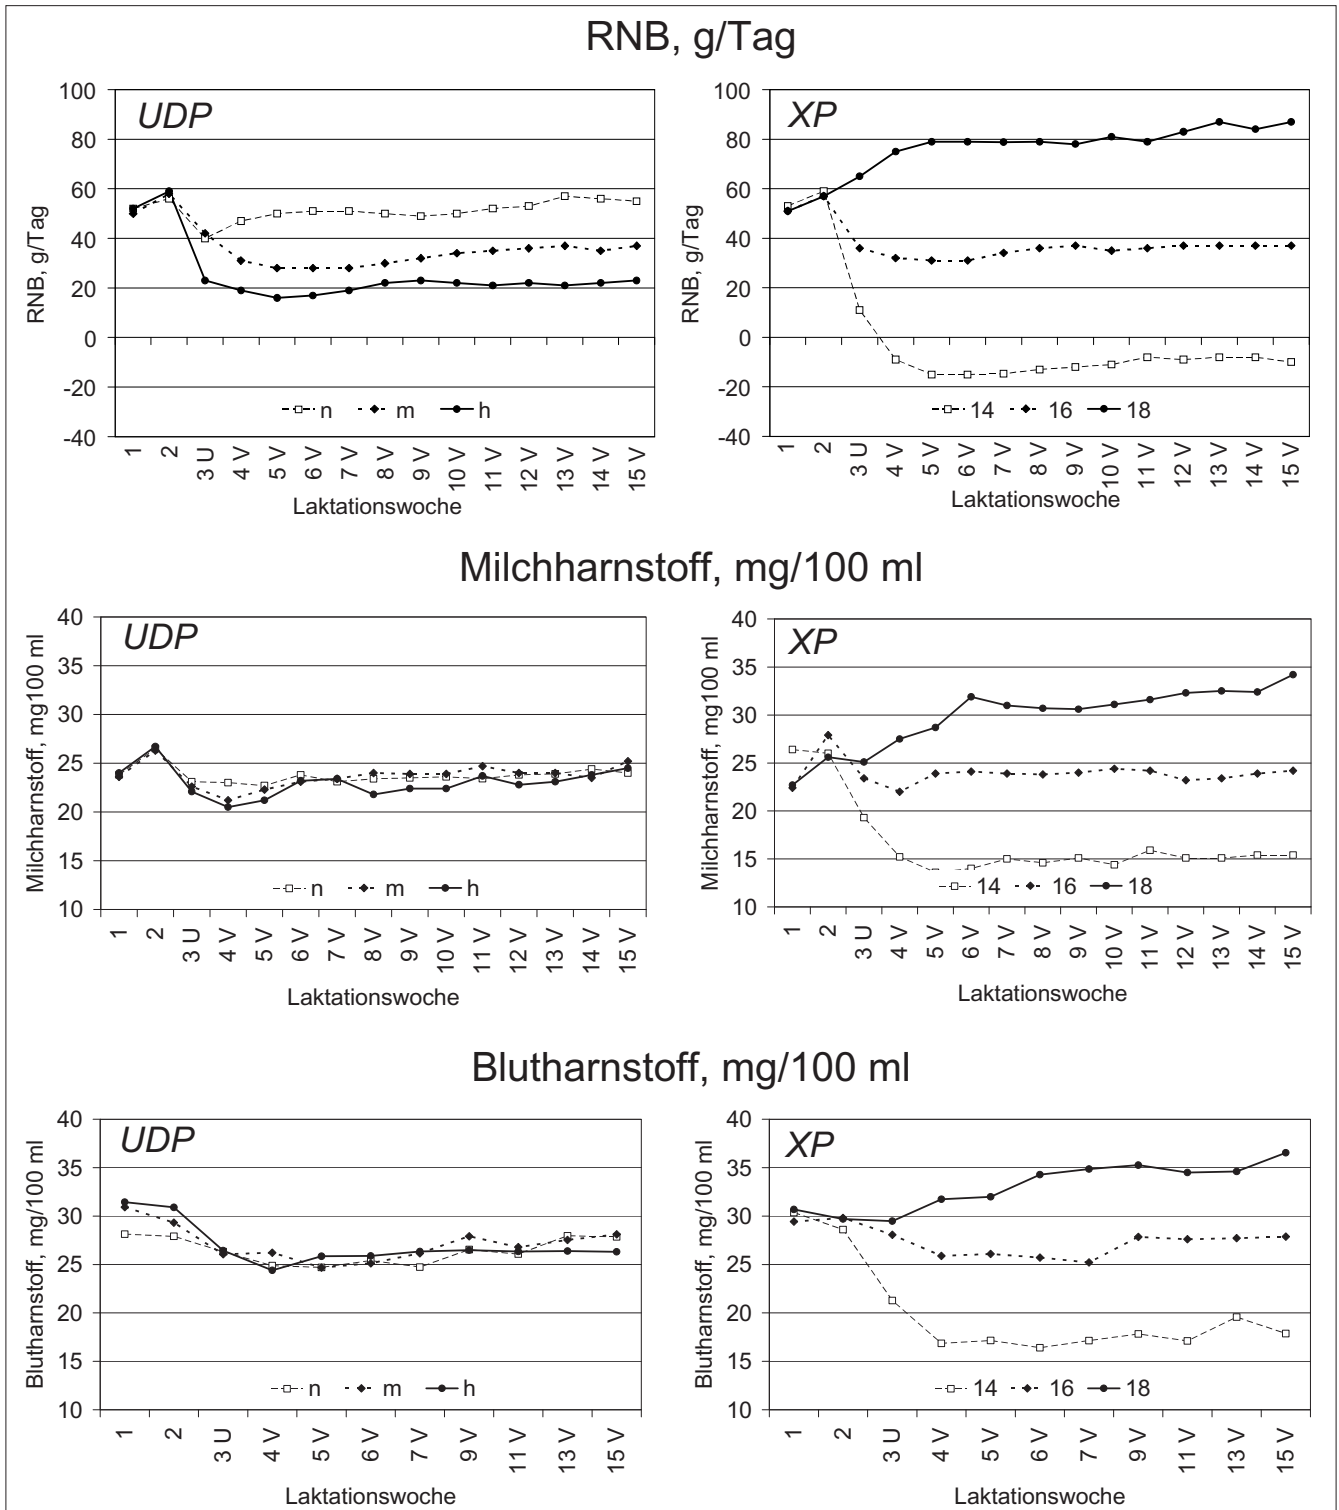 RNB, g/Tag
UDP
RNB, g/Tag
100
80
60
40
20
0
-20
-40
n m h
1 2 3 U 4 V 5 V 6 V 7 V 8 V 9 V 10 V 11 V 12 V 13 V 14 V 15 V
Laktationswoche
XP
RNB, g/Tag
100
80
60
40
20
0
-20
-40
14 16 18
1 2 3 U 4 V 5 V 6 V 7 V 8 V 9 V 10 V 11 V 12 V 13 V 14 V 15 V
Laktationswoche
Milchharnstoff, mg/100 ml
UDP
Milchharnstoff, mg100 ml
40
35
30
25
20
15
10
n m h
1 2 3 U 4 V 5 V 6 V 7 V 8 V 9 V 10 V 11 V 12 V 13 V 14 V 15 V
Laktationswoche
XP
Milchharnstoff, mg100 ml
40
35
30
25
20
15
10
14 16 18
1 2 3 U 4 V 5 V 6 V 7 V 8 V 9 V 10 V 11 V 12 V 13 V 14 V 15 V
Laktationswoche
Blutharnstoff, mg/100 ml
UDP
Blutharnstoff, mg/100 ml
40
35
30
25
20
15
10
n m h
1 2 3 U 4 V 5 V 6 V 7 V 9 V 11 V 13 V 15 V
Laktationswoche
XP
Blutharnstoff, mg/100 ml
40
35
30
25
20
15
10
14 16 18
1 2 3 U 4 V 5 V 6 V 7 V 9 V 11 V 13 V 15 V
Laktationswoche